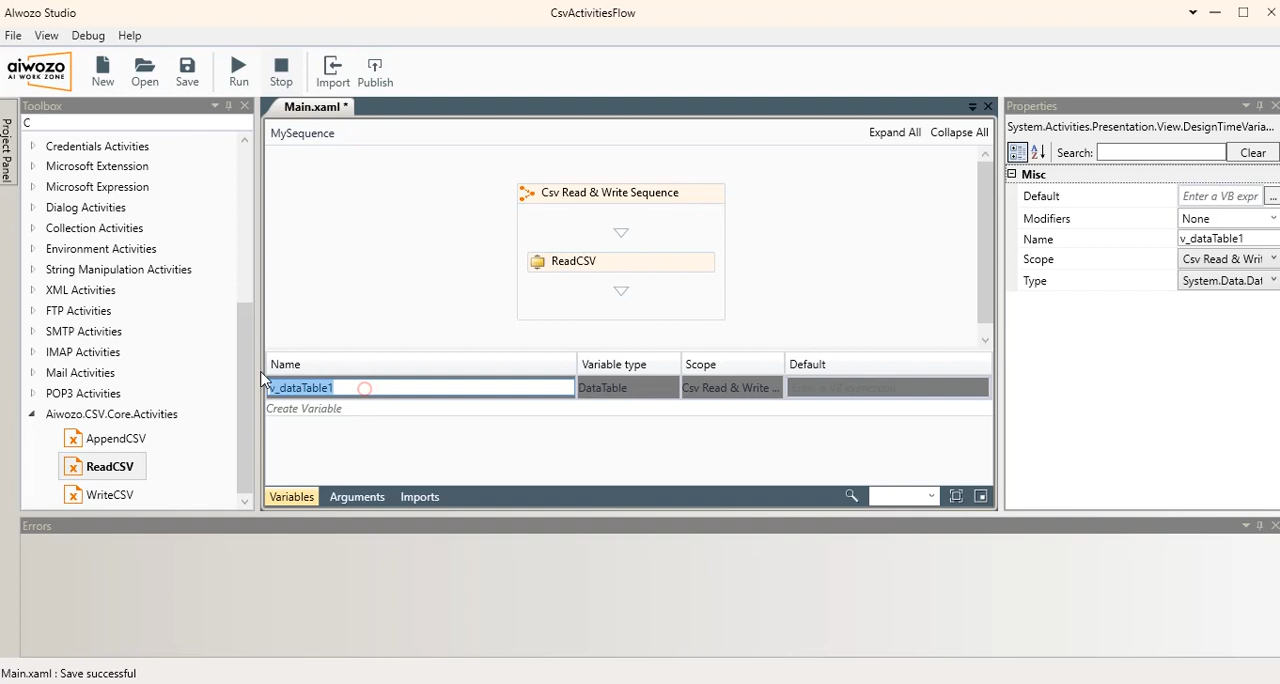 Aiwozo Studio
CsvActivitiesFlow
File View Debug Help
aiwozo
AI WORK ZONE
New Open Save Run Stop Import Publish
Project Panel
Toolbox
C
Credentials Activities
Microsoft Extenssion
Microsoft Expression
Dialog Activities
Collection Activities
Environment Activities
String Manipulation Activities
XML Activities
FTP Activities
SMTP Activities
IMAP Activities
Mail Activities
POP3 Activities
Aiwozo.CSV.Core.Activities
AppendCSV
ReadCSV
WriteCSV
Main.xaml *
MySequence
Expand All Collapse All
Csv Read & Write Sequence
ReadCSV
Name Variable type Scope Default
v_dataTable1 DataTable Csv Read & Write ... Enter a VB expression
Create Variable
Variables Arguments Imports
Properties
System.Activities.Presentation.View.DesignTimeVaria...
Search: Clear
Misc
Default Enter a VB expr ...
Modifiers None
Name v_dataTable1
Scope Csv Read & Writ
Type System.Data.Dat
Errors
Main.xaml : Save successful